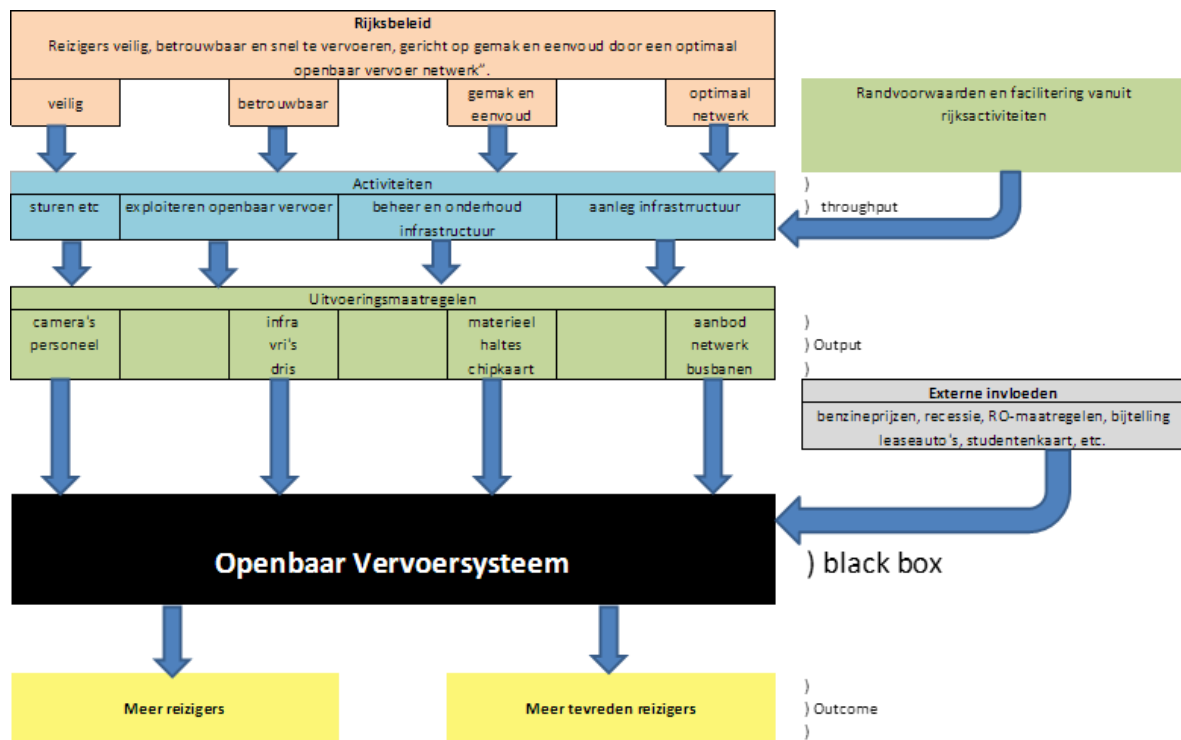 Rijksbeleid
Reizigers veilig, betrouwbaar en snel te vervoeren, gericht op gemak en eenvoud door een optimaal
openbaar vervoer netwerk”.
veilig
betrouwbaar
gemak en
eenvoud
optimaal
netwerk
Randvoorwaarden en facilitering vanuit
rijksactiviteiten
Activiteiten
sturen etc
exploiteren openbaar vervoer
beheer en onderhoud
infrastructuur
aanleg infrastrructuur
)
) throughput
Uitvoeringsmaatregelen
camera's
personeel
infra
vri's
dris
materieel
haltes
chipkaart
aanbod
netwerk
busbanen
)
) Output
)
Externe invloeden
benzineprijzen, recessie, RO-maatregelen, bijtelling
leaseauto's, studentenkaart, etc.
Openbaar Vervoersysteem
) black box
Meer reizigers
Meer tevreden reizigers
)
) Outcome
)